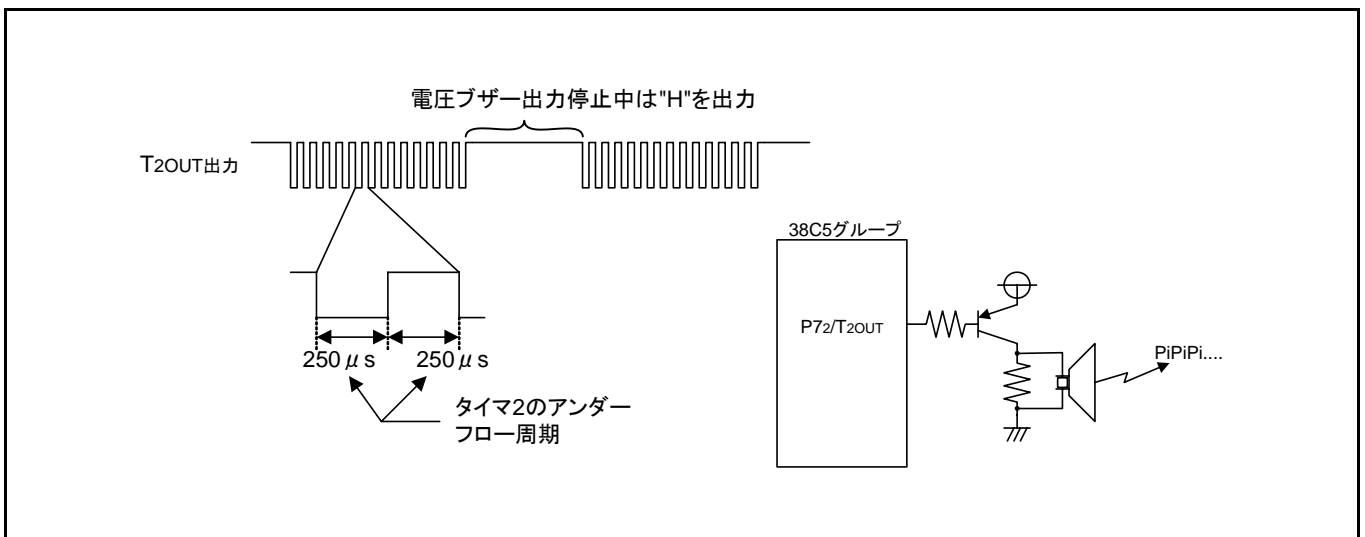 電圧ブザー出力停止中は"H"を出力
T2OUT出力
250μs
250μs
タイマ2のアンダー
フロー周期
38C5グループ
P72/T2OUT
PiPiPi....